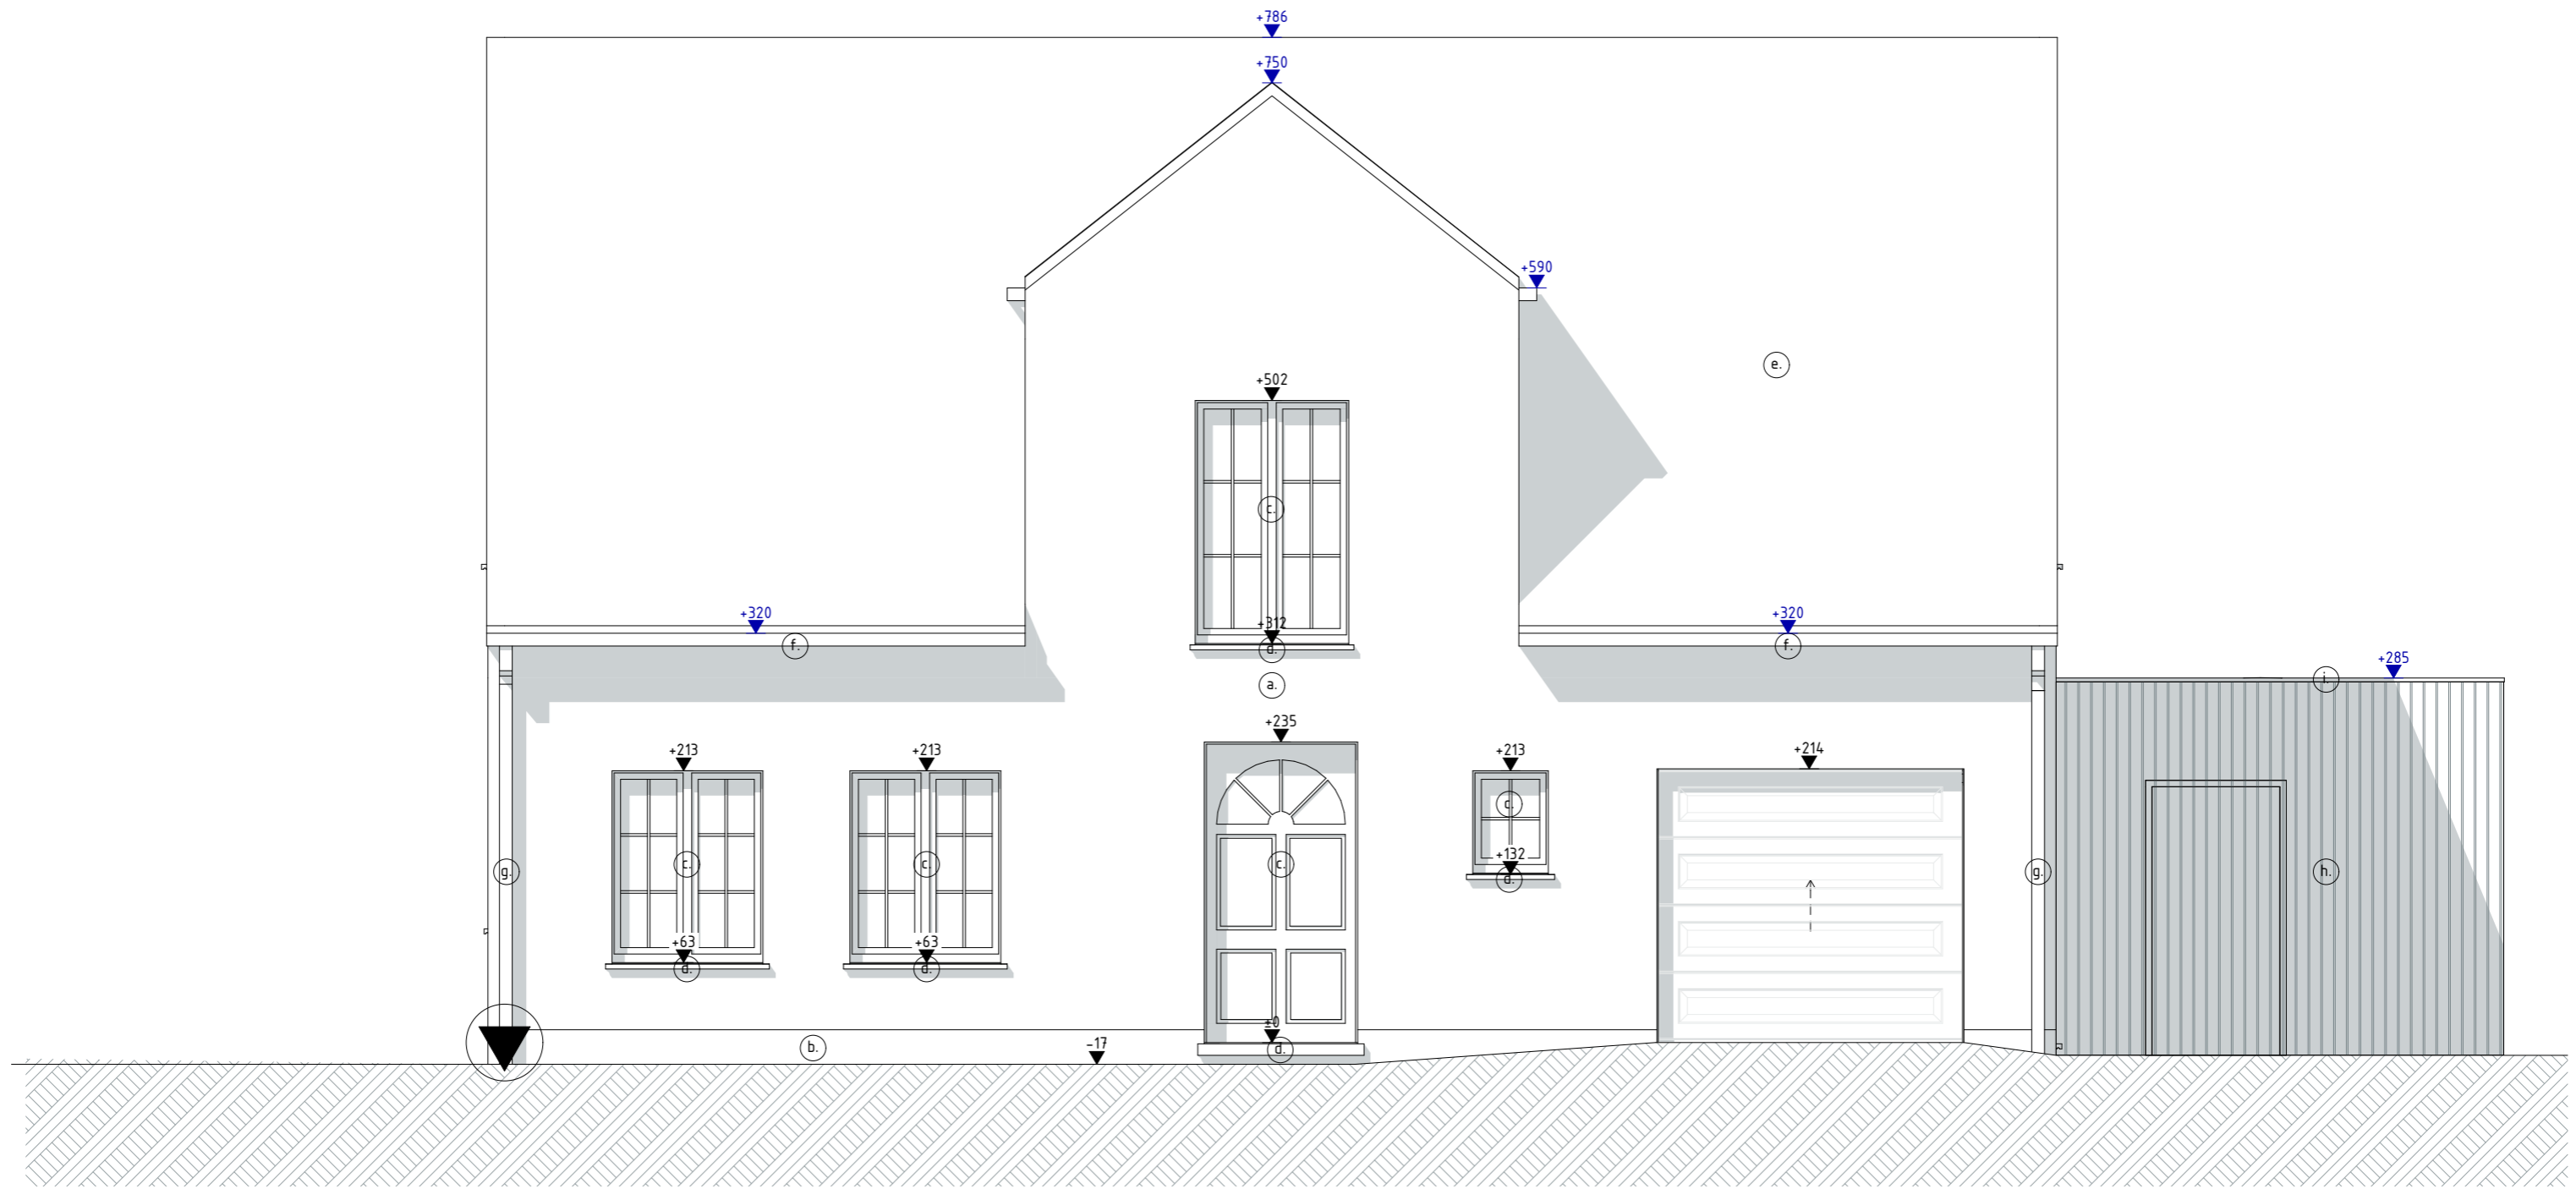 +786
+750
+590
e.
+502
c.
+320
+312
+320
f.
d.
f.
+285
a.
i.
+235
+213
+213
+213
+214
c.
+132
d.
c.
c.
c.
g.
g.
h.
+63
+63
d.
d.
±0
b.
-17
d.